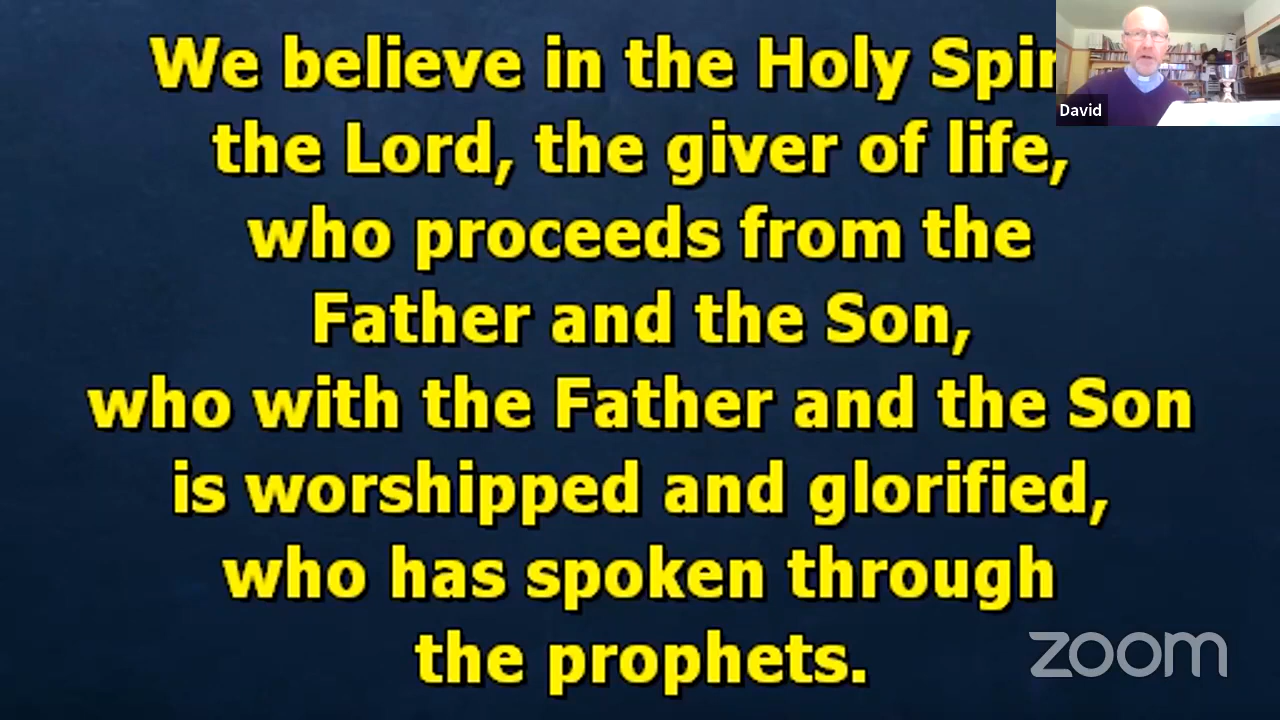 We believe in the Holy Spir
the Lord, the giver of life,
who proceeds from the
Father and the Son,
who with the Father and the Son
is worshipped and glorified,
who has spoken through
the prophets.
David
zoom